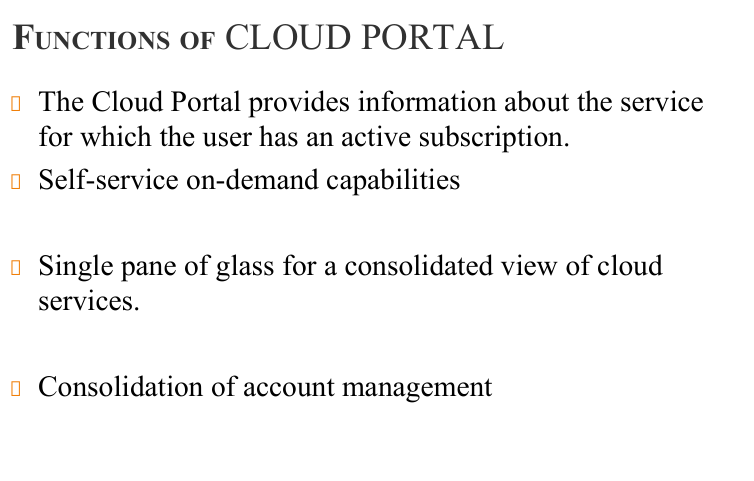 FUNCTIONS OF CLOUD PORTAL
The Cloud Portal provides information about the service
for which the user has an active subscription.
Self-service on-demand capabilities
Single pane of glass for a consolidated view of cloud
services.
Consolidation of account management